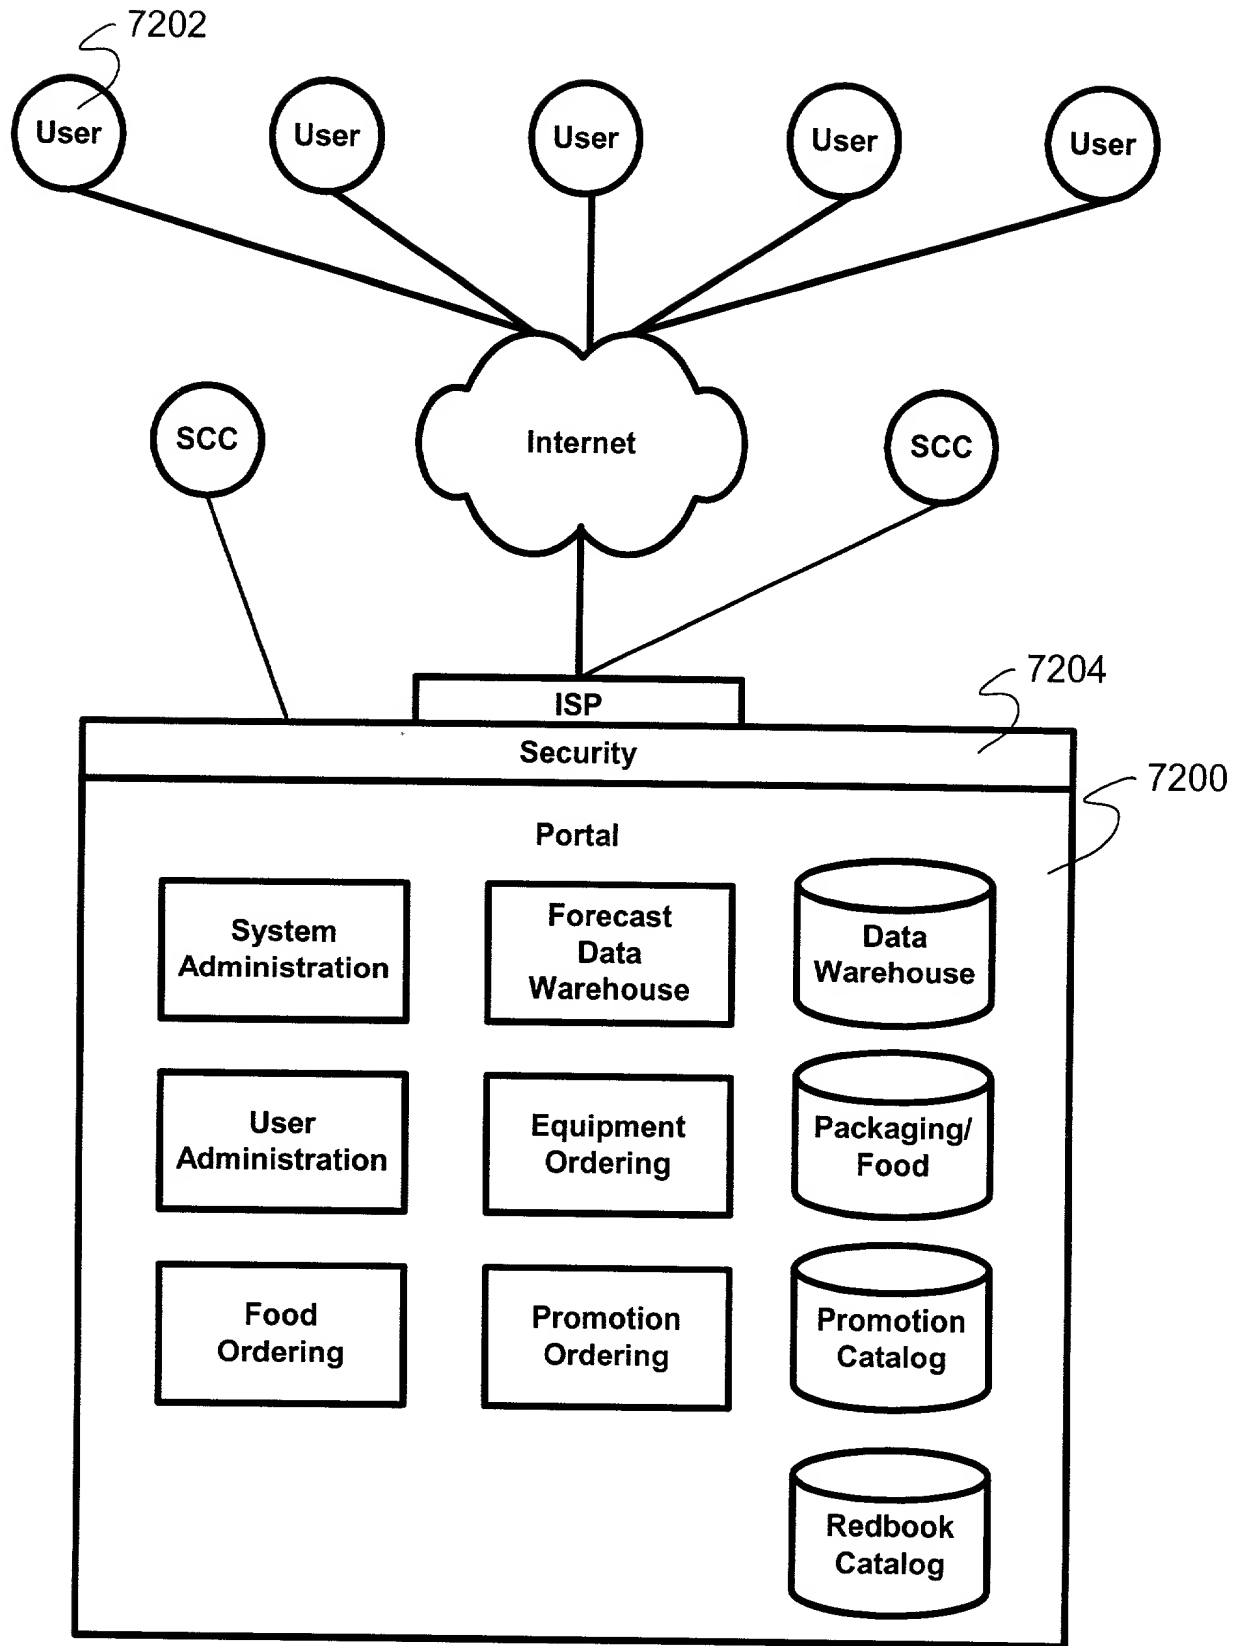 7202
User
User
User
User
User
SCC
Internet
SCC
ISP
7204
Security
7200
Portal
System
Administration
Forecast
Data
Warehouse
Data
Warehouse
User
Administration
Equipment
Ordering
Packaging/
Food
Food
Ordering
Promotion
Ordering
Promotion
Catalog
Redbook
Catalog